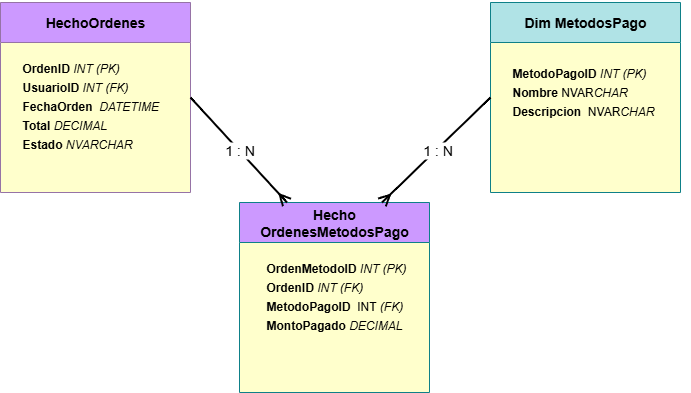 HechoOrdenes
OrdenID INT (PK)
UsuarioID INT (FK)
FechaOrden DATETIME
Total DECIMAL
Estado NVARCHAR
Dim MetodosPago
MetodoPagoID INT (PK)
Nombre NVARCHAR
Descripcion NVARCHAR
1 : N
1 : N
Hecho
OrdenesMetodosPago
OrdenMetodoID INT (PK)
OrdenID INT (FK)
MetodoPagoID INT (FK)
MontoPagado DECIMAL